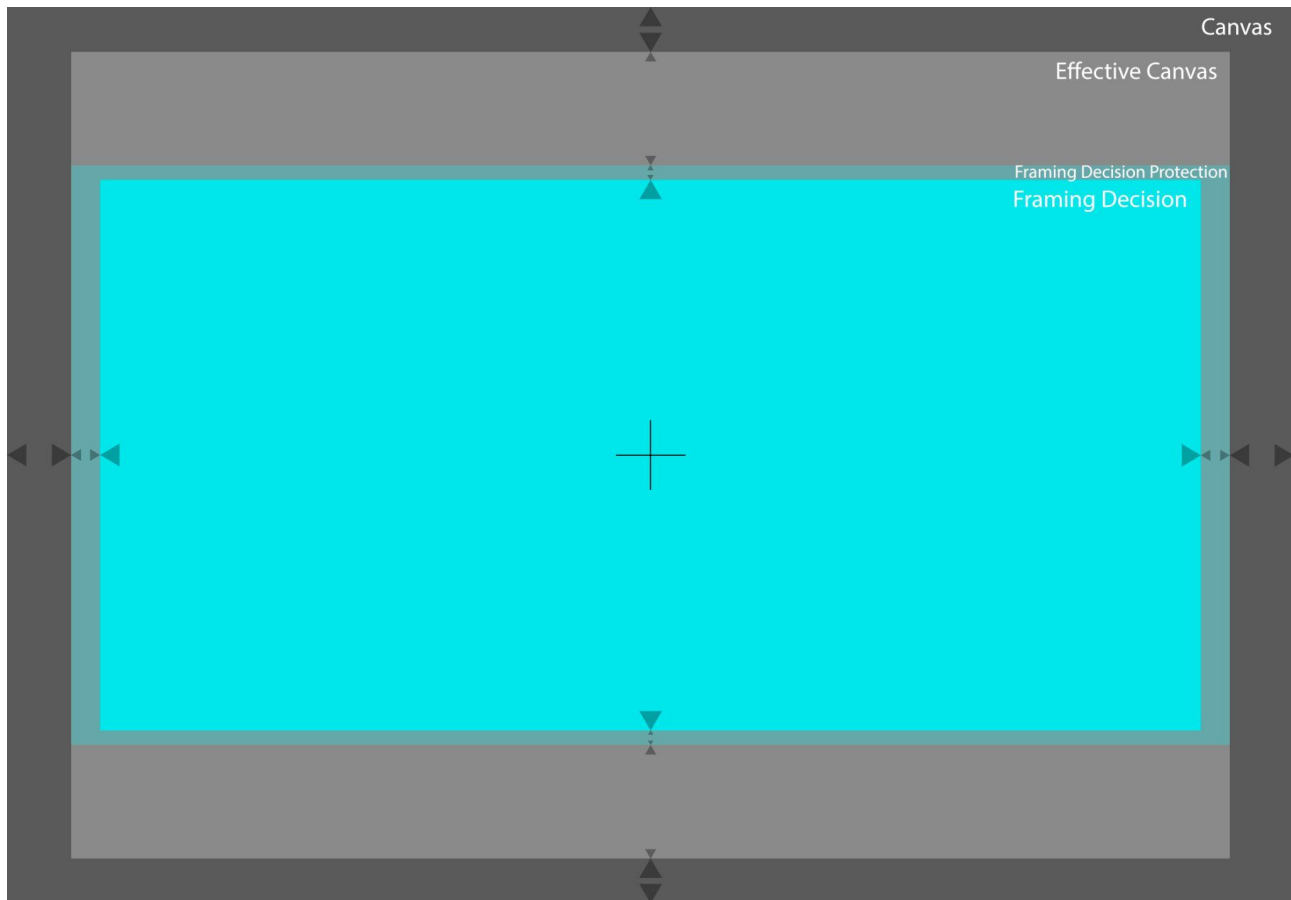 Canvas
Effective Canvas
Framing Decision Protection
Framing Decision